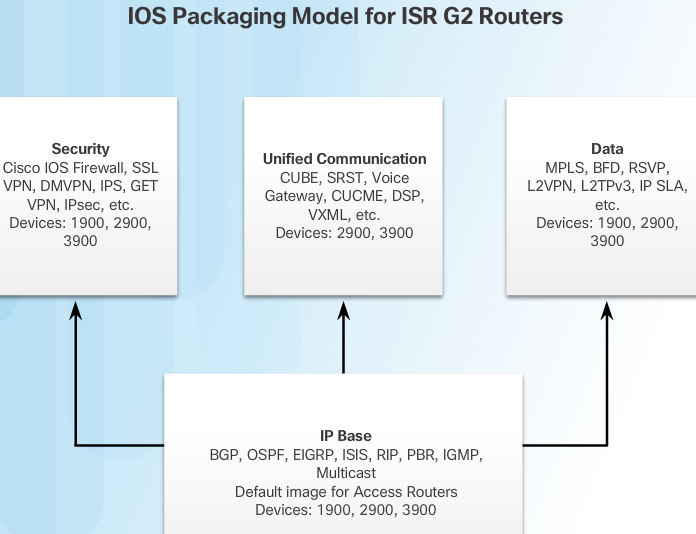 IOS Packaging Model for ISR G2 Routers
Security
Cisco IOS Firewall, SSL
VPN, DMVPN, IPS, GET
VPN, IPsec, etc.
Devices: 1900, 2900,
3900
Unified Communication
CUBE, SRST, Voice
Gateway, CUCME, DSP,
VXML, etc.
Devices: 2900, 3900
Data
MPLS, BFD, RSVP,
L2VPN, L2TPv3, IP SLA,
etc.
Devices: 1900, 2900,
3900
IP Base
BGP, OSPF, EIGRP, ISIS, RIP, PBR, IGMP,
Multicast
Default image for Access Routers
Devices: 1900, 2900, 3900